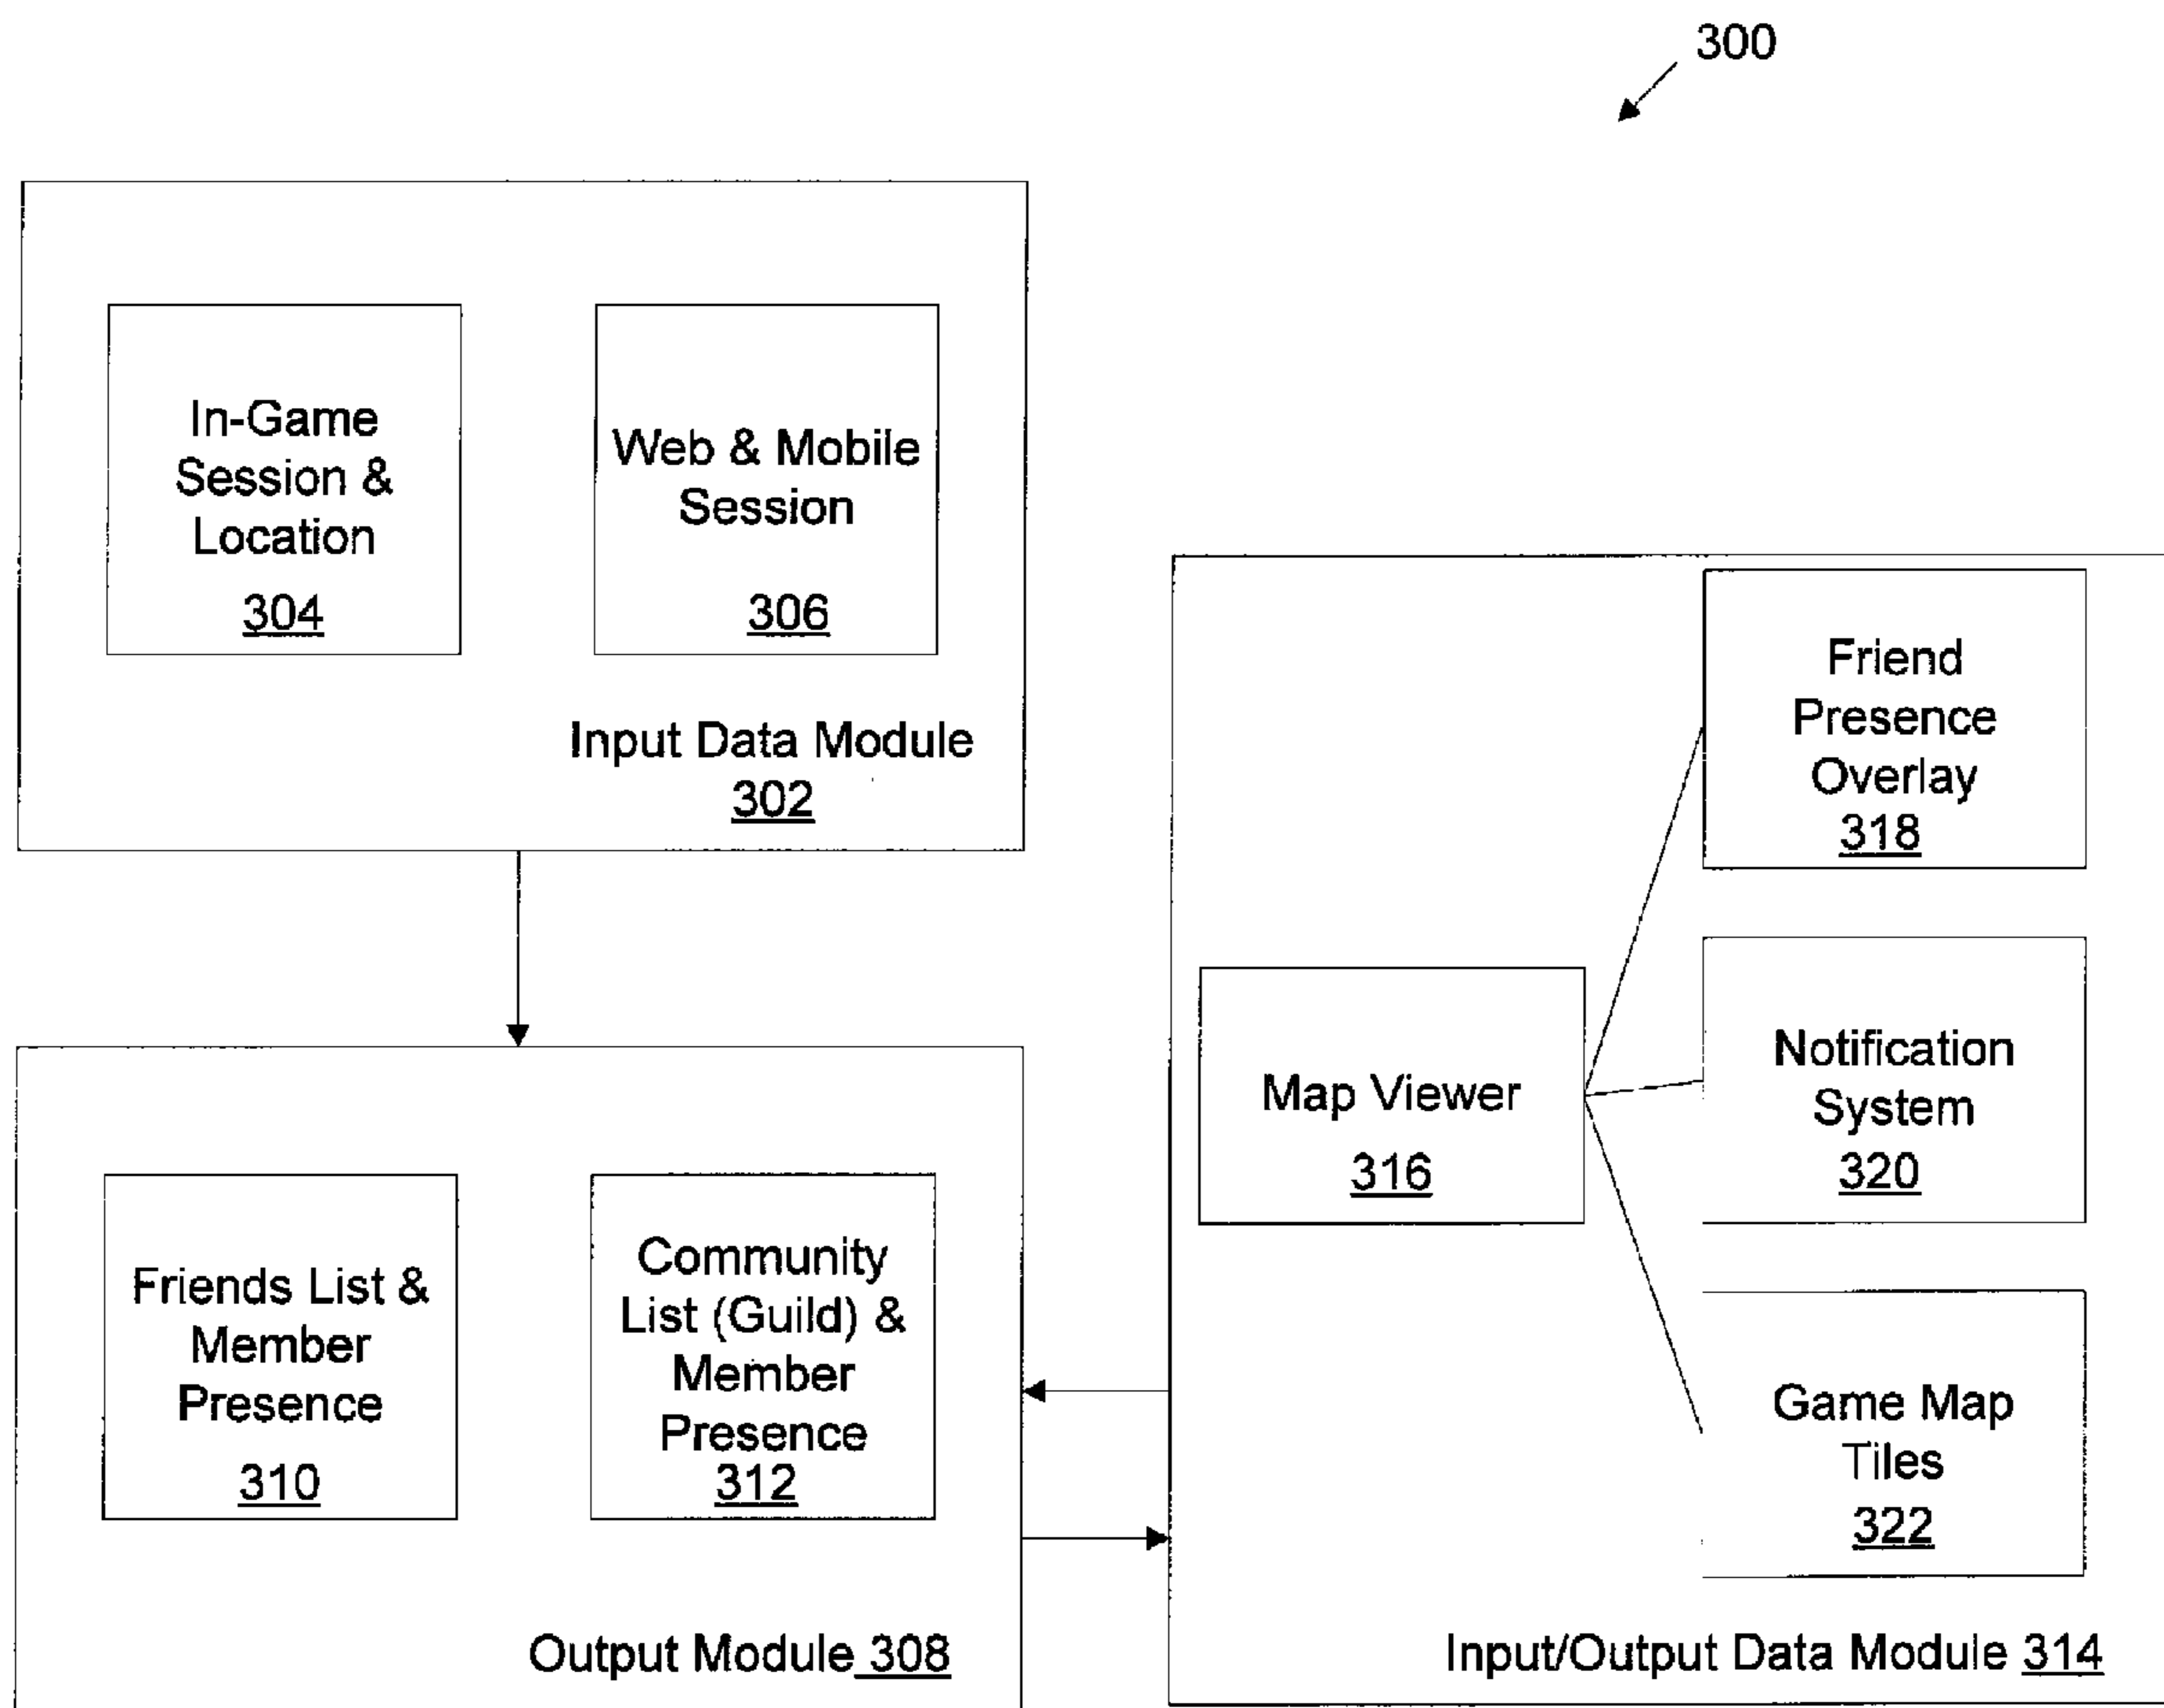 300
In-Game
Session &
Location
304
Web & Mobile
Session
306
Input Data Module
302
Friends List &
Member
Presence
310
Community
List (Guild) &
Member
Presence
312
Output Module 308
Map Viewer
316
Friend
Presence
Overlay
318
Notification
System
320
Game Map
Tiles
322
Input/Output Data Module 314